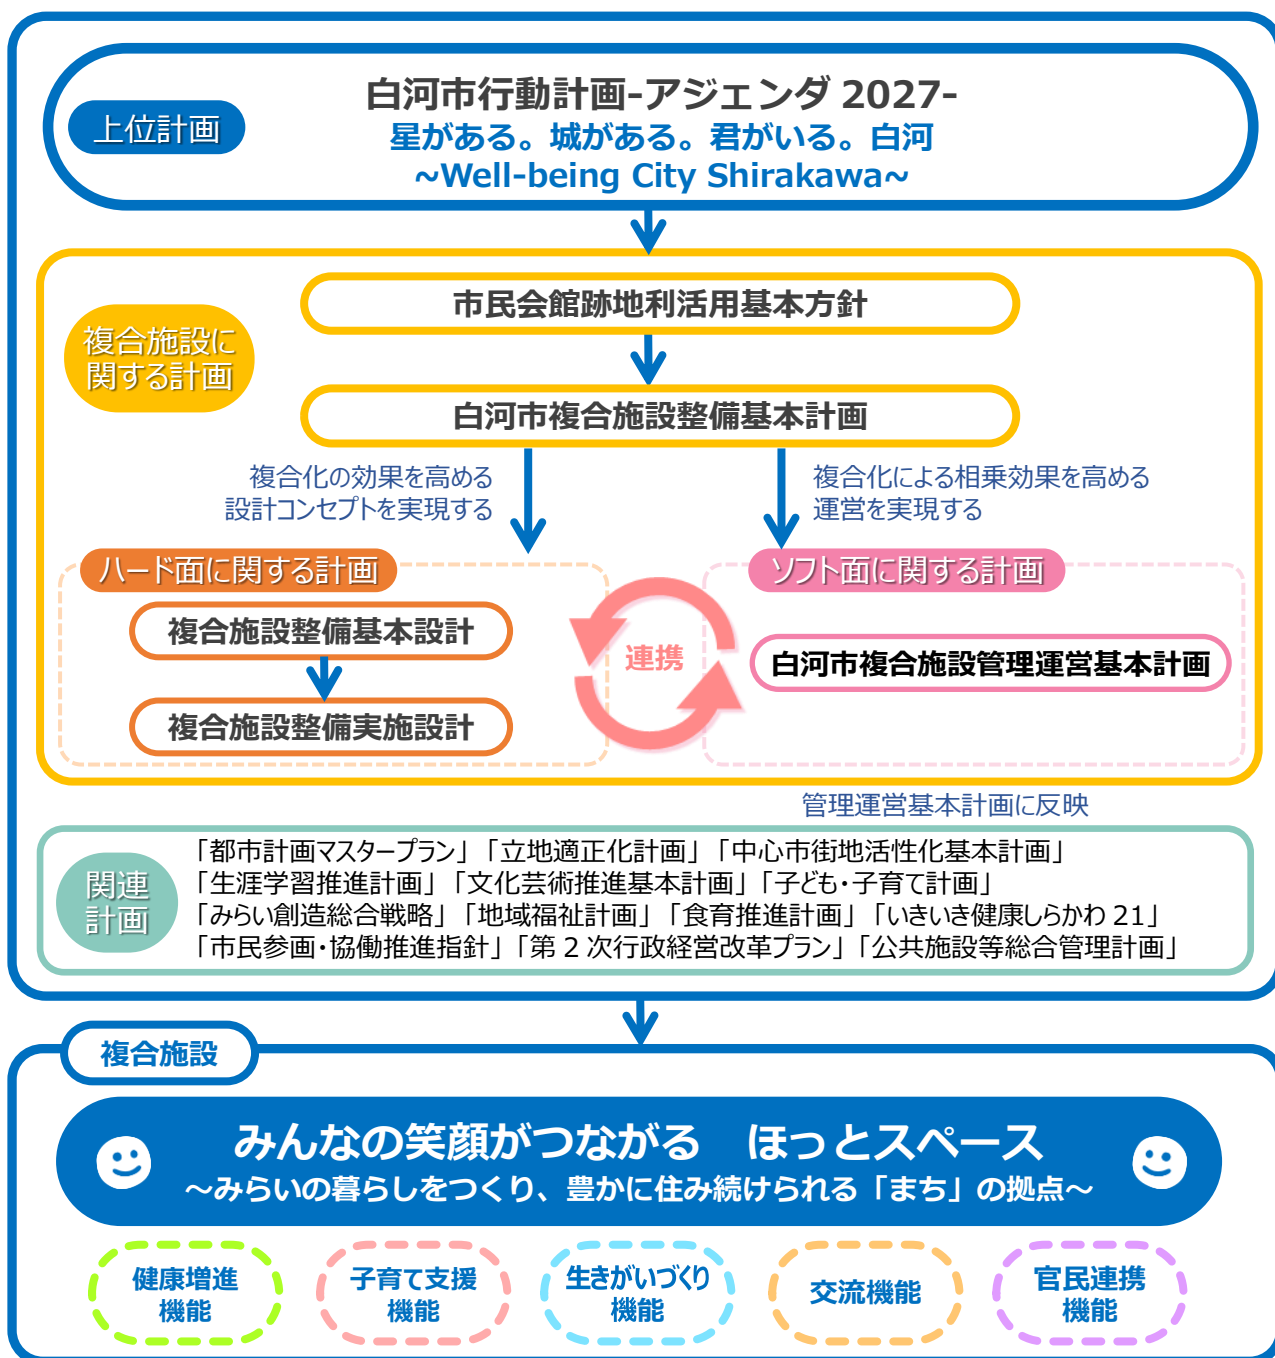 上位計画
白河市行動計画-アジェンダ 2027-
星がある。城がある。君がいる。白河
~Well-being City Shirakawa~
複合施設に
関する計画
市民会館跡地利活用基本方針
白河市複合施設整備基本計画
複合化の効果を高める
設計コンセプトを実現する
複合化による相乗効果を高める
運営を実現する
ハード面に関する計画
複合施設整備基本設計
複合施設整備実施設計
連携
ソフト面に関する計画
白河市複合施設管理運営基本計画
管理運営基本計画に反映
関連
計画
「都市計画マスタープラン」「立地適正化計画」「中心市街地活性化基本計画」
「生涯学習推進計画」「文化芸術推進基本計画」「子ども・子育て計画」
「みらい創造総合戦略」「地域福祉計画」「食育推進計画」「いきいき健康しらかわ 21」
「市民参画・協働推進指針」「第 2 次行政経営改革プラン」「公共施設等総合管理計画」
複合施設
みんなの笑顔がつながる　ほっとスペース
～みらいの暮らしをつくり、豊かに住み続けられる「まち」の拠点～
健康増進
機能
子育て支援
機能
生きがいづくり
機能
交流機能
官民連携
機能